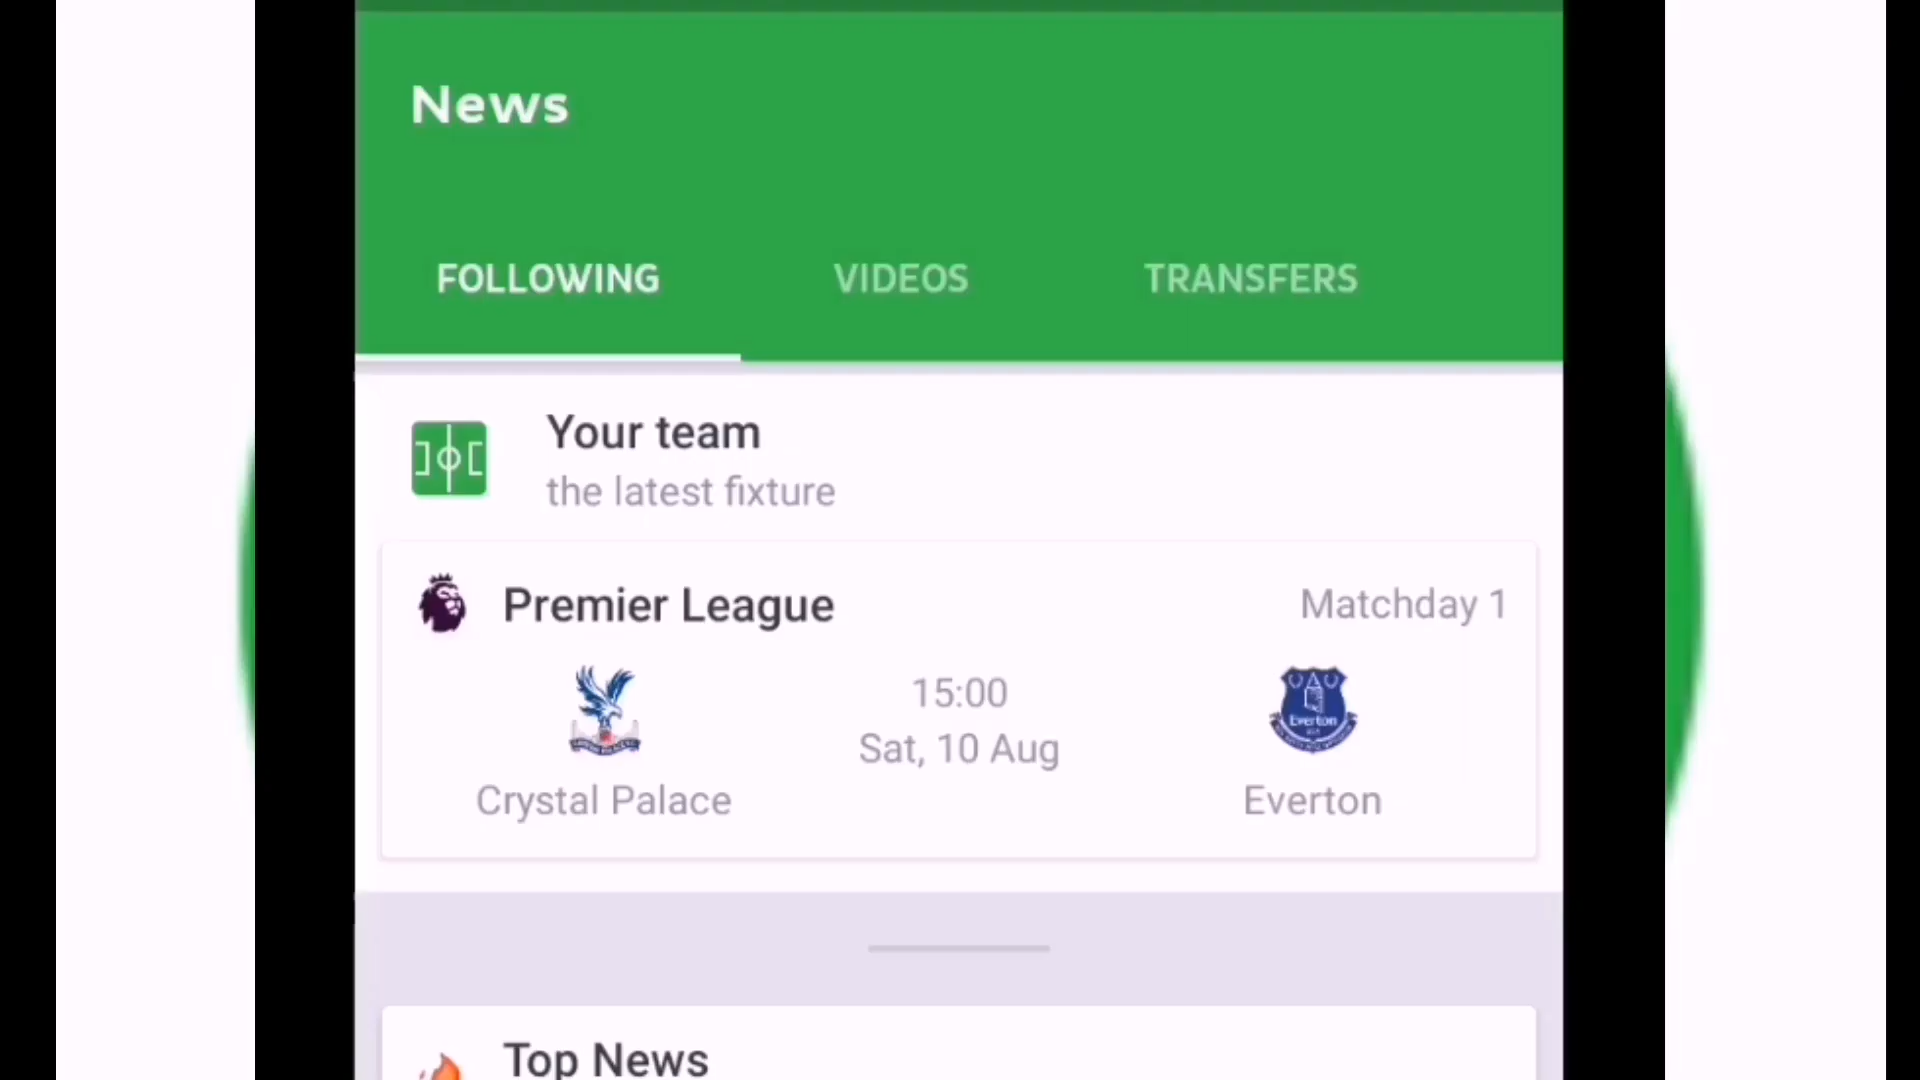 News
FOLLOWING VIDEOS TRANSFERS
Your team
the latest fixture
Premier League Matchday 1
15:00
Sat, 10 Aug
Everton
Crystal Palace Everton
Top News